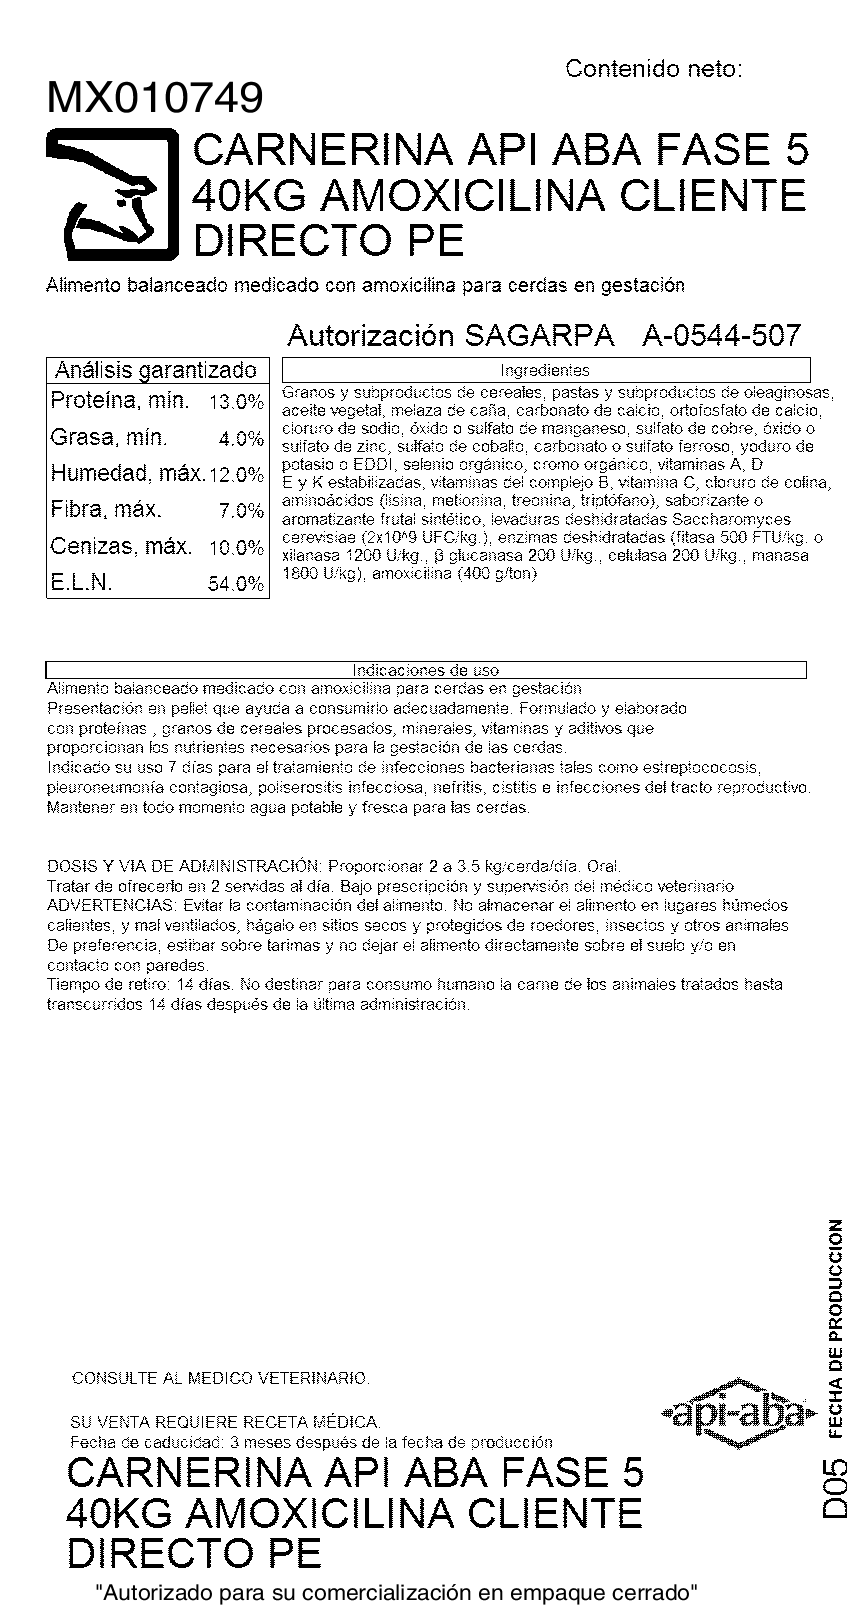 Contenido neto:
MX010749
CARNERINA API ABA FASE 5
40KG AMOXICILINA CLIENTE
DIRECTO PE
Alimento balanceado medicado con amoxicilina para cerdas en gestación
Autorización SAGARPA A-0544-507
Análisis garantizado
Proteína, mín. 13.0%
Grasa, mín. 4.0%
Humedad, máx. 12.0%
Fibra, máx. 7.0%
Cenizas, máx. 10.0%
E.L.N. 54.0%
Ingredientes
Granos y subproductos de cereales, pastas y subproductos de oleaginosas,
aceite vegetal, melaza de caña, carbonato de calcio, ortofosfato de calcio,
cloruro de sodio, óxido o sulfato de manganeso, sulfato de cobre, óxido o
sulfato de zinc, sulfato de cobalto, carbonato o sulfato ferroso, yoduro de
potasio o EDDI, selenio orgánico, cromo orgánico, vitaminas A, D
E y K estabilizadas, vitaminas del complejo B, vitamina C, cloruro de colina,
aminoácidos (lisina, metionina, treonina, triptófano), saborizante o
aromatizante frutal sintético, levaduras deshidratadas Saccharomyces
cerevisiae (2x10^9 UFC/kg.), enzimas deshidratadas (fitasa 500 FTU/kg. o
xilanasa 1200 U/kg., β glucanasa 200 U/kg., celulasa 200 U/kg., manasa
1800 U/kg), amoxicilina (400 g/ton)
Indicaciones de uso
Alimento balanceado medicado con amoxicilina para cerdas en gestación
Presentación en pellet que ayuda a consumirlo adecuadamente. Formulado y elaborado
con proteínas , granos de cereales procesados, minerales, vitaminas y aditivos que
proporcionan los nutrientes necesarios para la gestación de las cerdas.
Indicado su uso 7 días para el tratamiento de infecciones bacterianas tales como estreptococosis,
pleuroneumonía contagiosa, poliserositis infecciosa, nefritis, cistitis e infecciones del tracto reproductivo.
Mantener en todo momento agua potable y fresca para las cerdas.
DOSIS Y VIA DE ADMINISTRACIÓN: Proporcionar 2 a 3.5 kg/cerda/día. Oral.
Tratar de ofrecerlo en 2 servidas al día. Bajo prescripción y supervisión del médico veterinario
ADVERTENCIAS: Evitar la contaminación del alimento. No almacenar el alimento en lugares húmedos
calientes, y mal ventilados, hágalo en sitios secos y protegidos de roedores, insectos y otros animales
De preferencia, estibar sobre tarimas y no dejar el alimento directamente sobre el suelo y/o en
contacto con paredes.
Tiempo de retiro: 14 días. No destinar para consumo humano la carne de los animales tratados hasta
transcurridos 14 días después de la última administración.
FECHA DE PRODUCCION
D05
CONSULTE AL MEDICO VETERINARIO.
api-aba
SU VENTA REQUIERE RECETA MÉDICA.
Fecha de caducidad: 3 meses después de la fecha de producción
CARNERINA API ABA FASE 5
40KG AMOXICILINA CLIENTE
DIRECTO PE
"Autorizado para su comercialización en empaque cerrado"